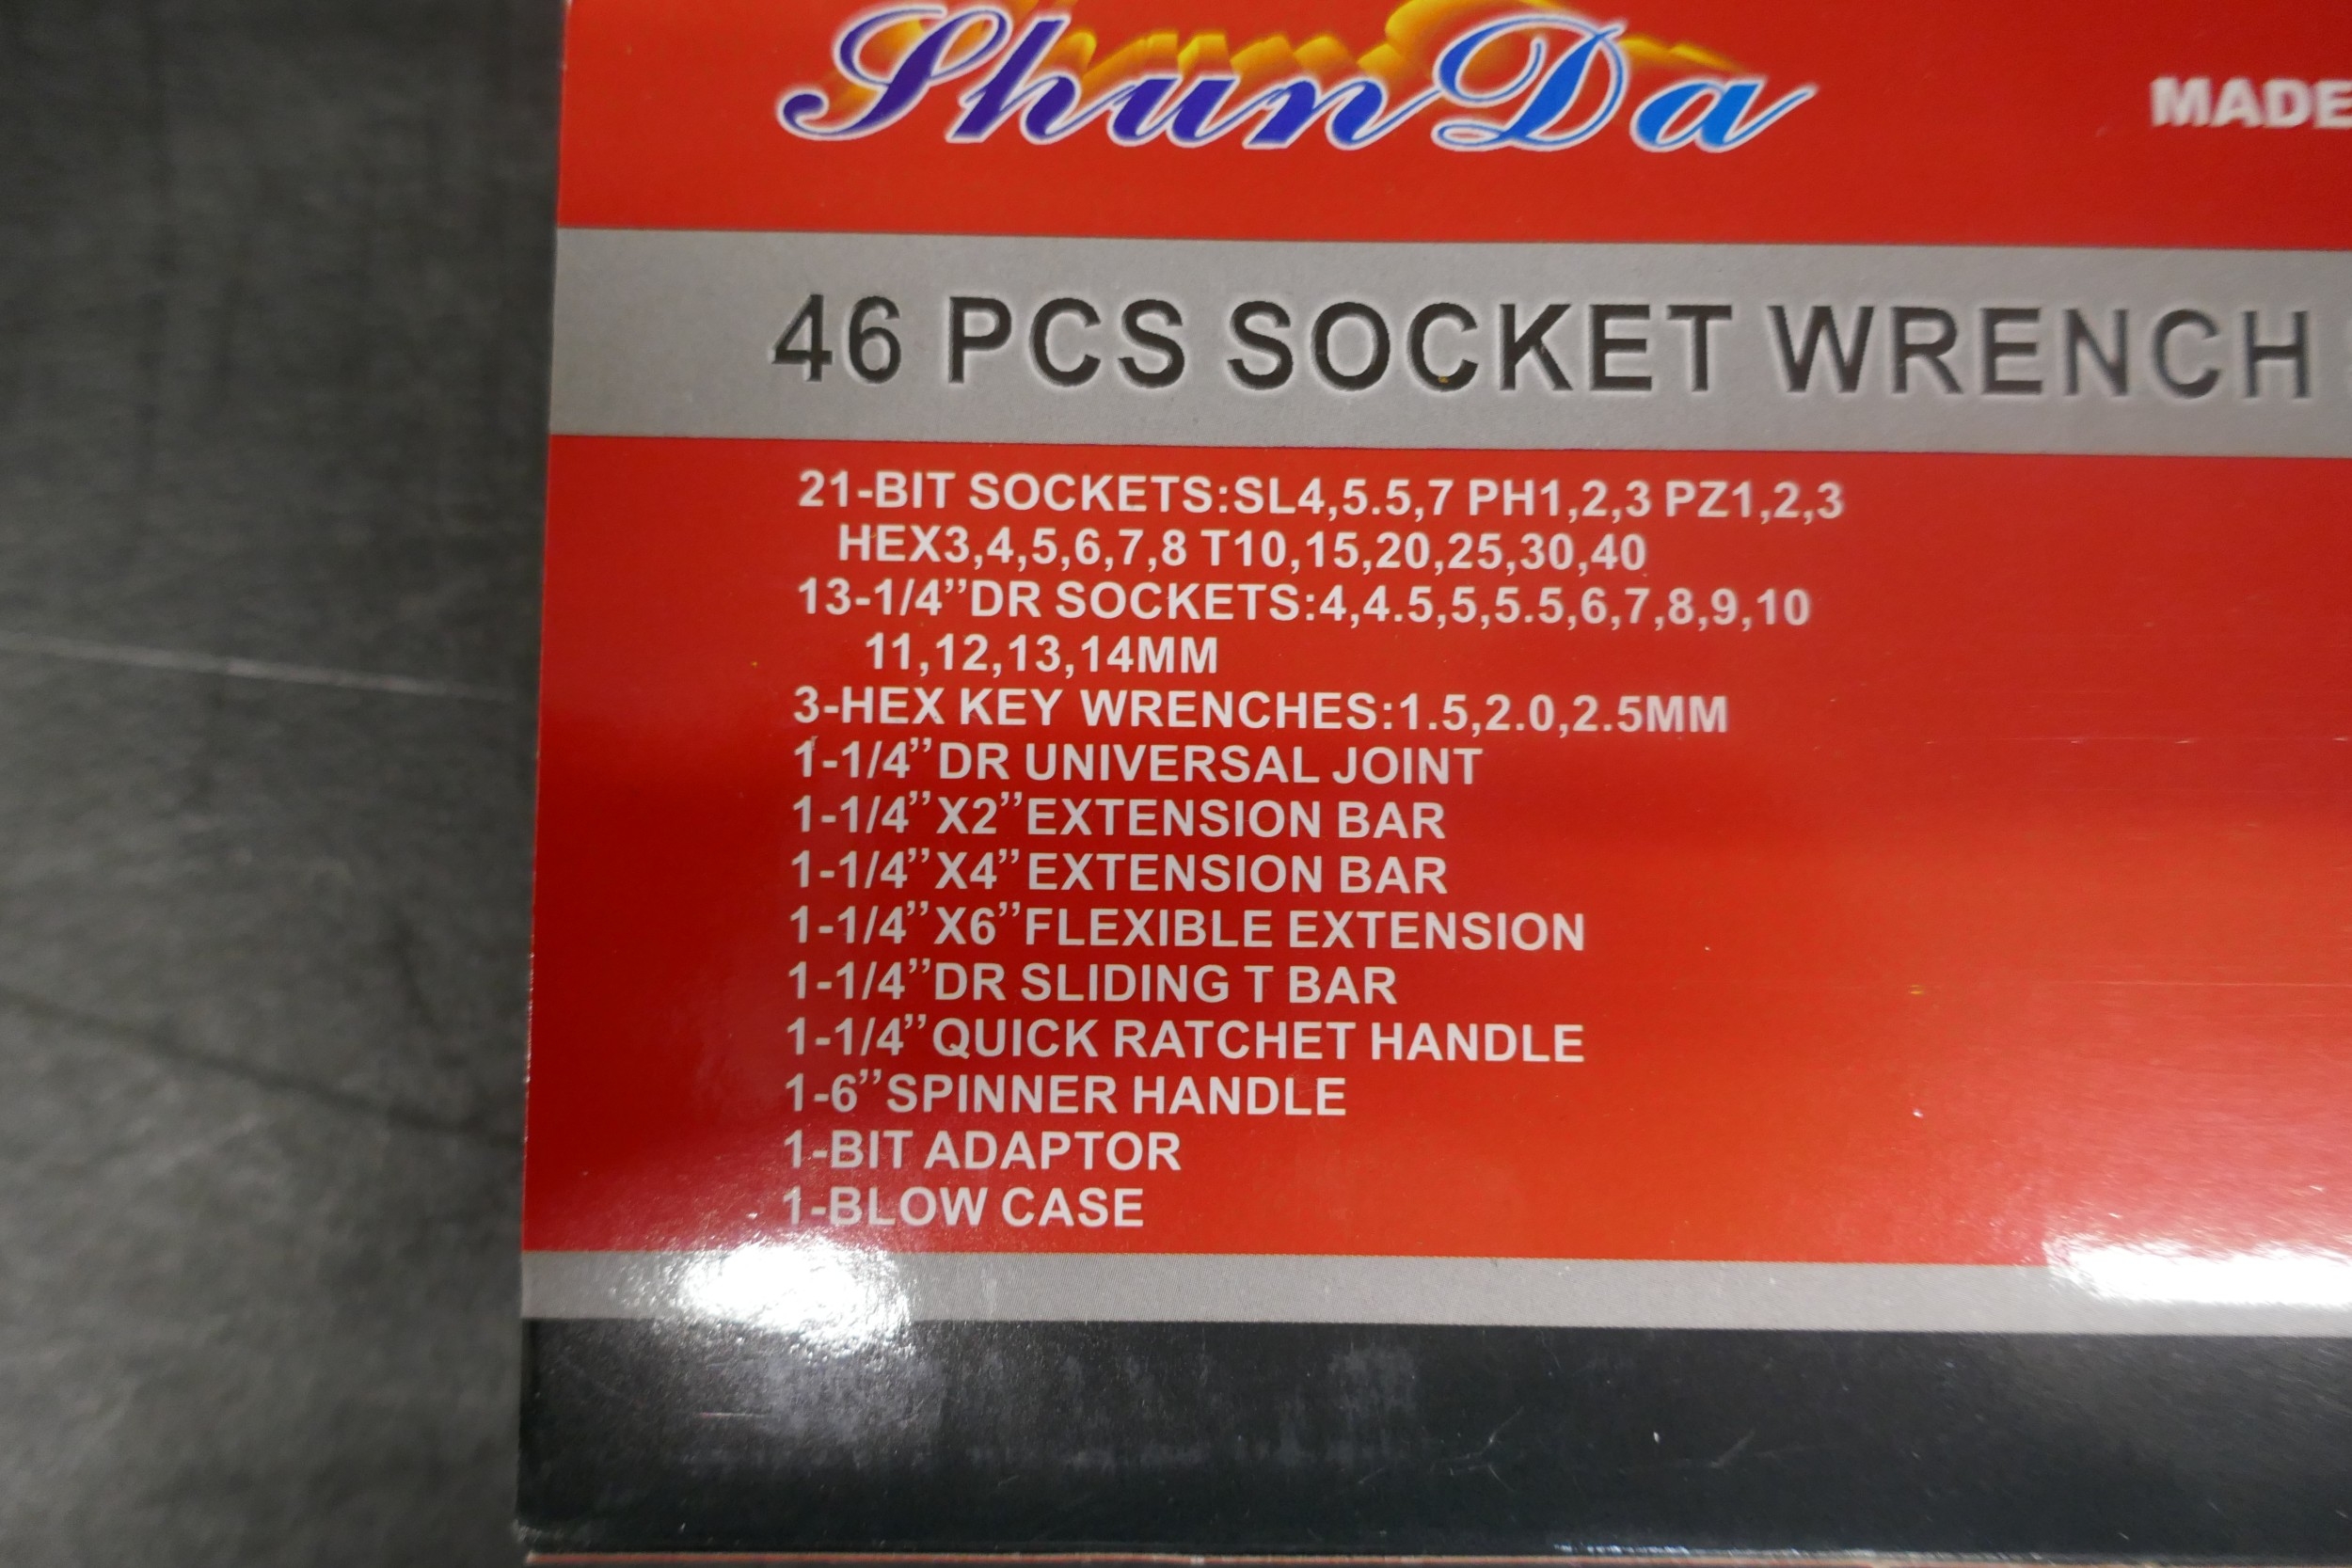 ShunDa
MADE
46 PCS SOCKET WRENCH
21-BIT SOCKETS:SL4,5.5,7 PH1,2,3 PZ1,2,3
HEX3,4,5,6,7,8 T10,15,20,25,30,40
13-1/4”DR SOCKETS:4,4.5,5,5.5,6,7,8,9,10
11,12,13,14MM
3-HEX KEY WRENCHES:1.5,2.0,2.5MM
1-1/4”DR UNIVERSAL JOINT
1-1/4”X2”EXTENSION BAR
1-1/4”X4”EXTENSION BAR
1-1/4”X6”FLEXIBLE EXTENSION
1-1/4”DR SLIDING T BAR
1-1/4”QUICK RATCHET HANDLE
1-6”SPINNER HANDLE
1-BIT ADAPTOR
1-BLOW CASE